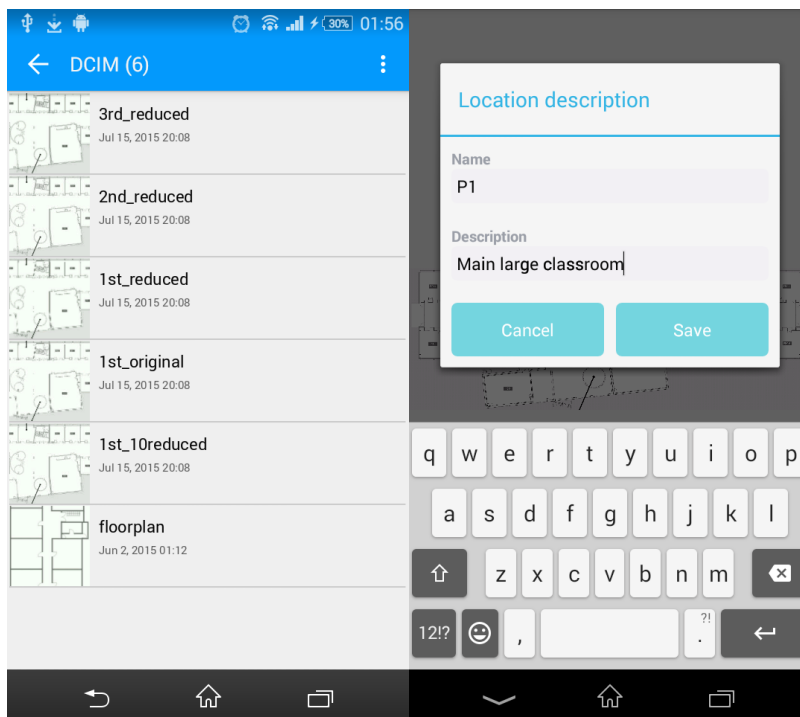 30% 01:56
DCIM (6)
3rd_reduced
Jul 15, 2015 20:08
2nd_reduced
Jul 15, 2015 20:08
1st_reduced
Jul 15, 2015 20:08
1st_original
Jul 15, 2015 20:08
1st_10reduced
Jul 15, 2015 20:08
floorplan
Jun 2, 2015 01:12
Location description
Name
P1
Description
Main large classroom
Cancel Save
q w e r t y u i o p
a s d f g h j k l
z x c v b n m
12!? , . ?!